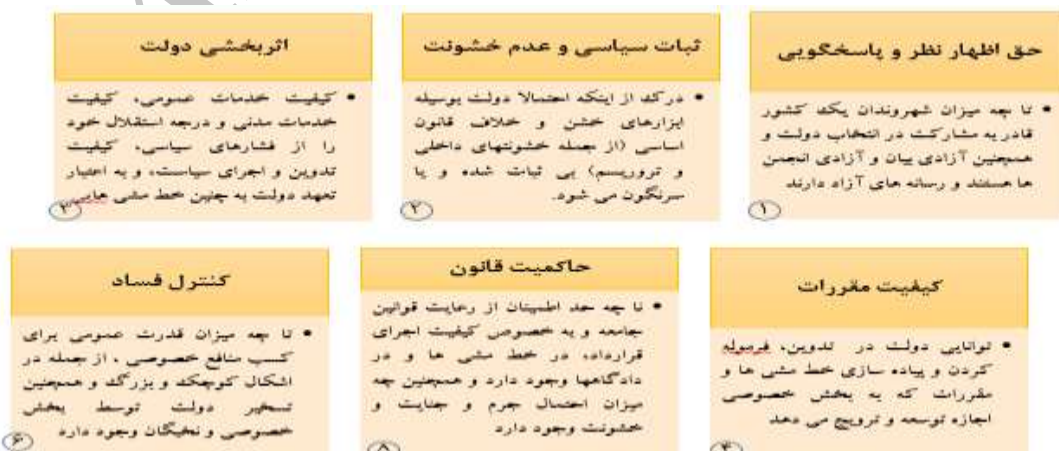 حق اظهار نظر و پاسخگویی
• تا چه میزان شهروندان یک کشور
قادر به مشارکت در انتخاب دولت و
همچنین آزادی بیان و آزادی انجمن
ها هستند و رسانه های آزاد دارند
۱
ثبات سیاسی و عدم خشونت
• درک از اینکه احتمالا دولت بوسیله
ابزارهای خشن و خلاف قانون
اساسی (از جمله خشونتهای داخلی
و تروریسم) بی ثبات شده و یا
سرنگون می شود.
۲
اثربخشی دولت
• کیفیت خدمات عمومی، کیفیت
خدمات مدنی و درجه استقلال خود
را از فشارهای سیاسی، کیفیت
تدوین و اجرای سیاست، و به اعتبار
تعهد دولت به چنین خط مشی هایی
۳
کیفیت مقررات
• توانایی دولت در تدوین، فرموله
کردن و پیاده سازی خط مشی ها و
مقررات که به بخش خصوصی
اجازه توسعه و ترویج می دهد
۴
حاکمیت قانون
• تا چه حد اطمینان از رعایت قوانین
جامعه و به خصوص کیفیت اجرای
قرارداد، در خط مشی ها و در
دادگاهها وجود دارد و همچنین چه
میزان احتمال جرم و جنایت و
خشونت وجود دارد
۵
کنترل فساد
• تا چه میزان قدرت عمومی برای
کسب منافع خصوصی ، از جمله در
اشکال کوچک و بزرگ و همچنین
تسخیر دولت توسط بخش
خصوصی و نخبگان وجود دارد
۶